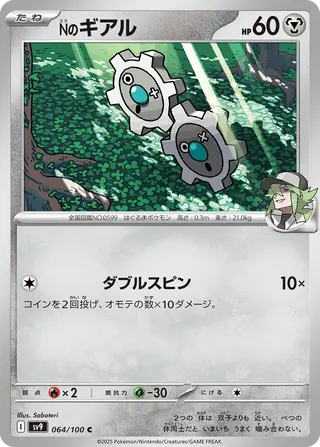 たね
Nのギアル
エヌ
HP60
全国図鑑NO.0599 はぐるまポケモン 高さ:0.3m 重さ:21.0kg
ダブルスピン 10×
コインを2回投げ、オモテの数×10ダメージ。
弱点 ×2 抵抗力 -30 にげる
Illus. Saboteri
I sv9 064/100 C
2つの 体は 双子よりも 近い。別の
体同士だと いまいち うまく 噛み合わない。
©2025 Pokémon/Nintendo/Creatures/GAME FREAK.